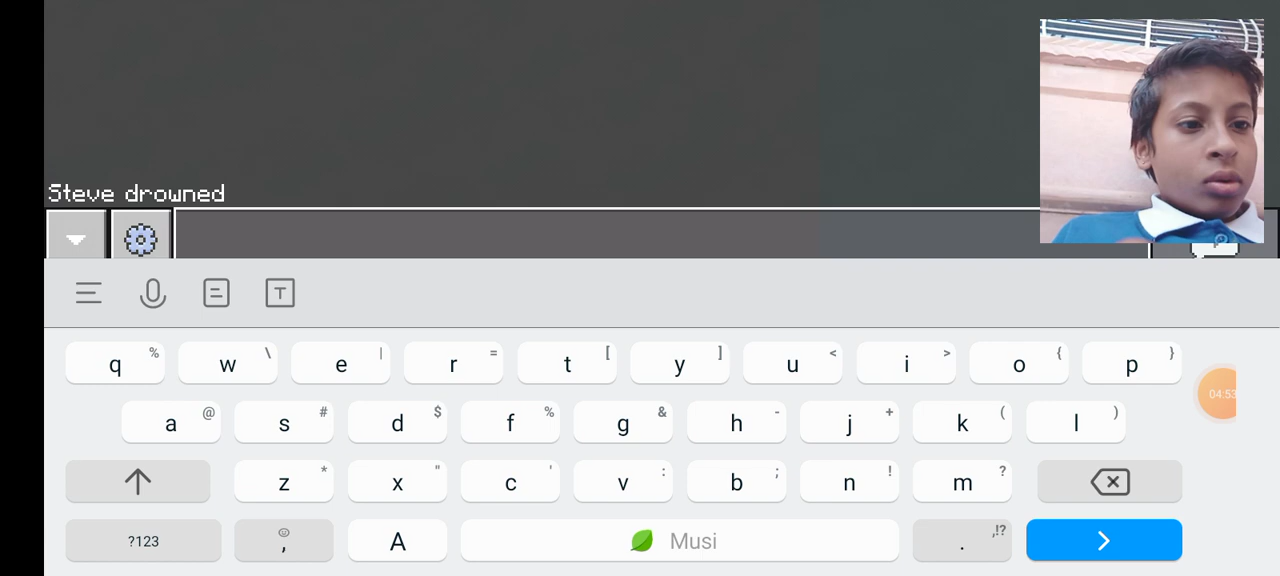 Steve drowned
04:53
% \ | = [ ] < > { }
q w e r t y u i o p
@ # $ % & - + ( )
a s d f g h j k l
* " ' : ; ! ?
z x c v b n m
?123 , A Musi . ,!?